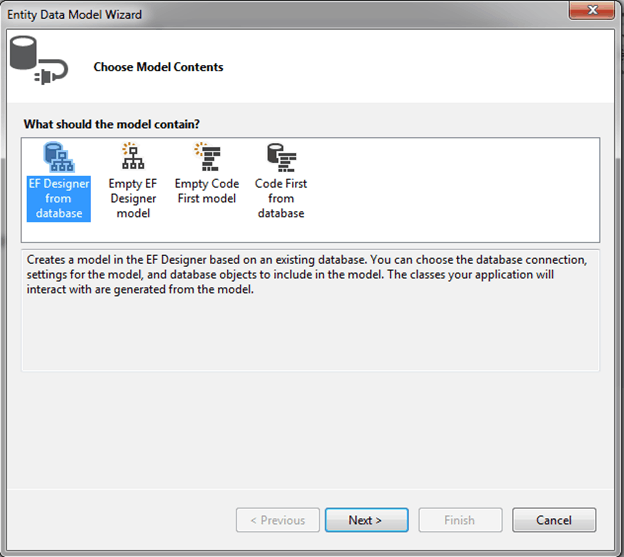 Entity Data Model Wizard
Choose Model Contents
What should the model contain?
EF Designer
from
database
Empty EF
Designer
model
Empty Code
First model
Code First
from
database
Creates a model in the EF Designer based on an existing database. You can choose the database connection,
settings for the model, and database objects to include in the model. The classes your application will
interact with are generated from the model.
< Previous
Next >
Finish
Cancel